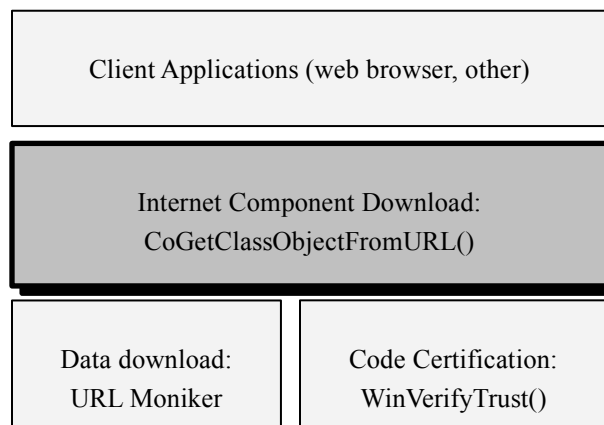 Client Applications (web browser, other)
Internet Component Download:
CoGetClassObjectFromURL()
Data download:
URL Moniker
Code Certification:
WinVerifyTrust()